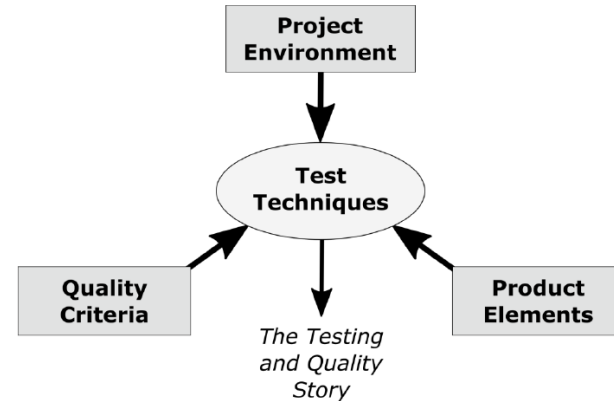 Project
Environment
Test
Techniques
Quality
Criteria
Product
Elements
The Testing
and Quality
Story